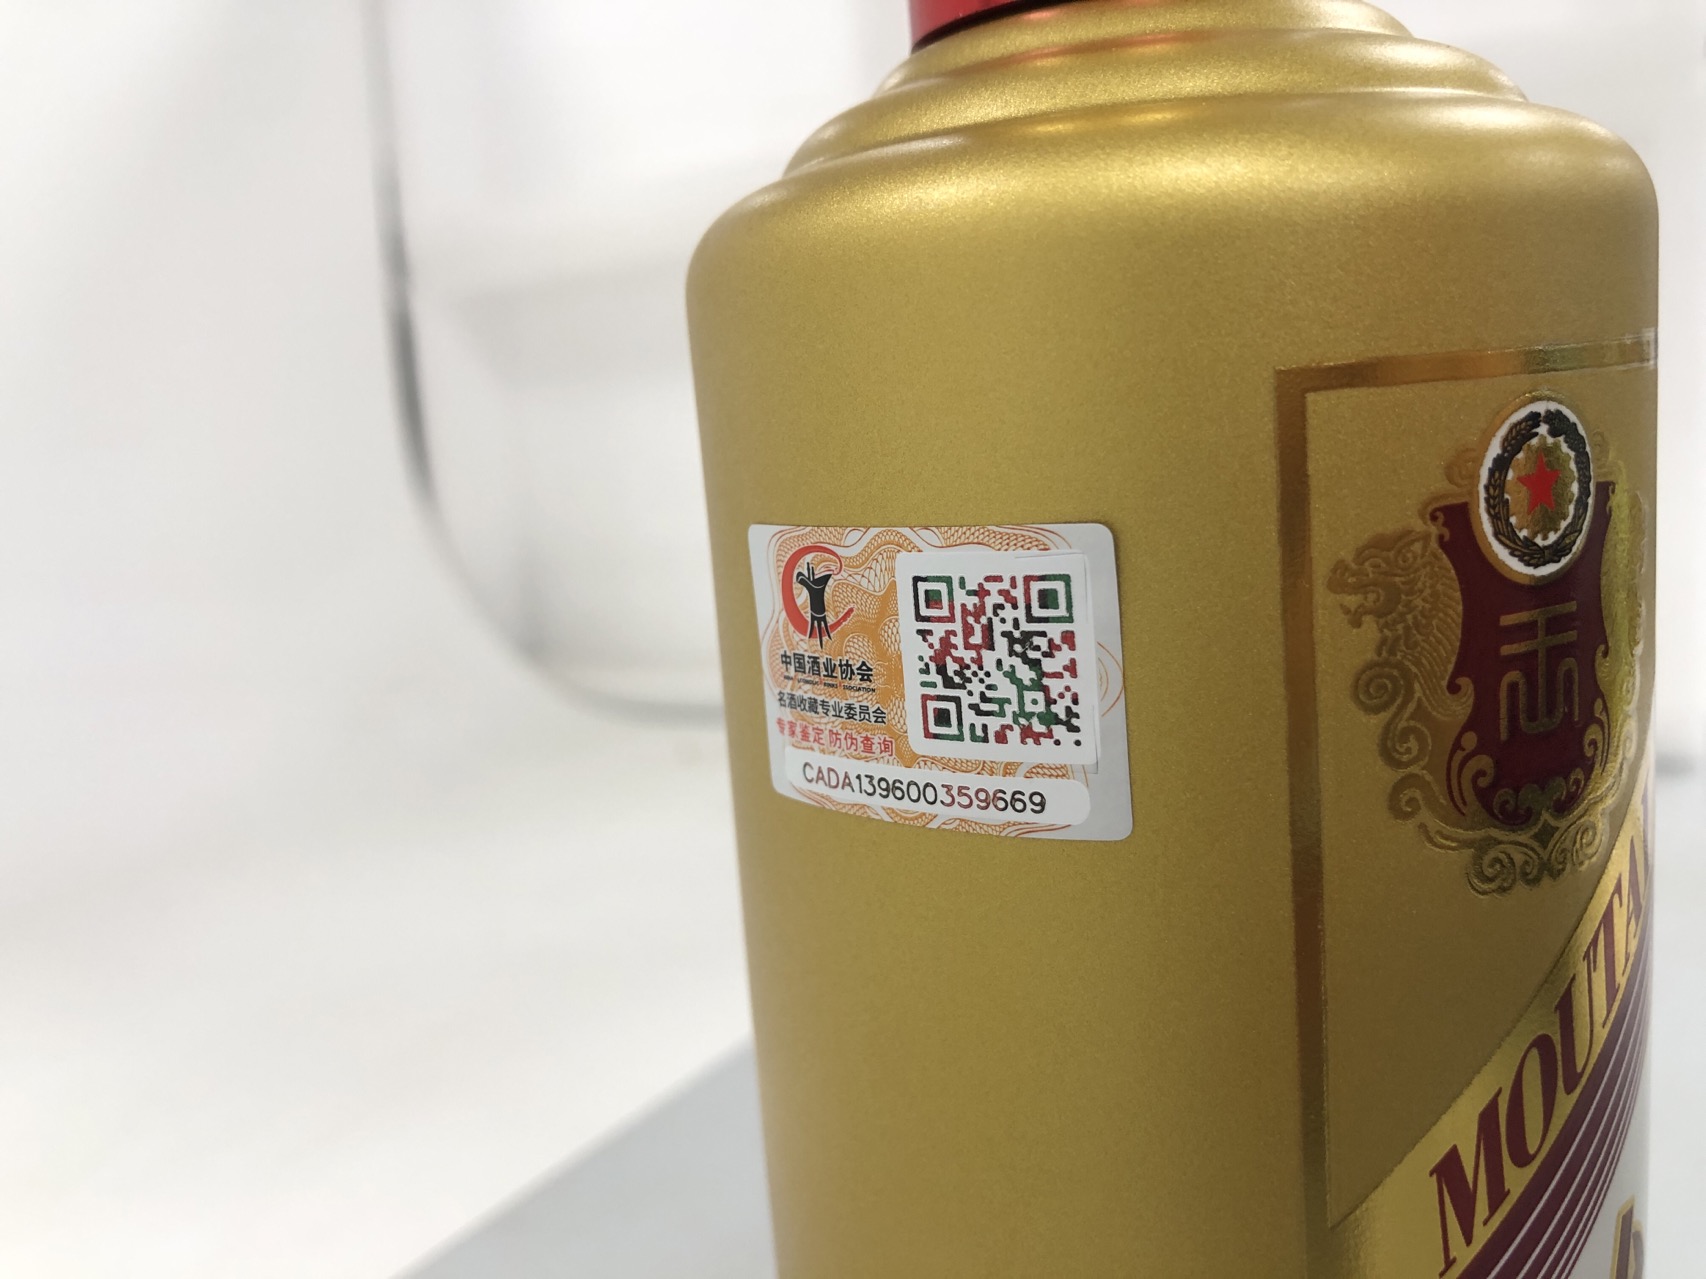 中国酒业协会
名酒收藏专业委员会
专家鉴定 防伪查询
CADA139600359669
MOUTAI